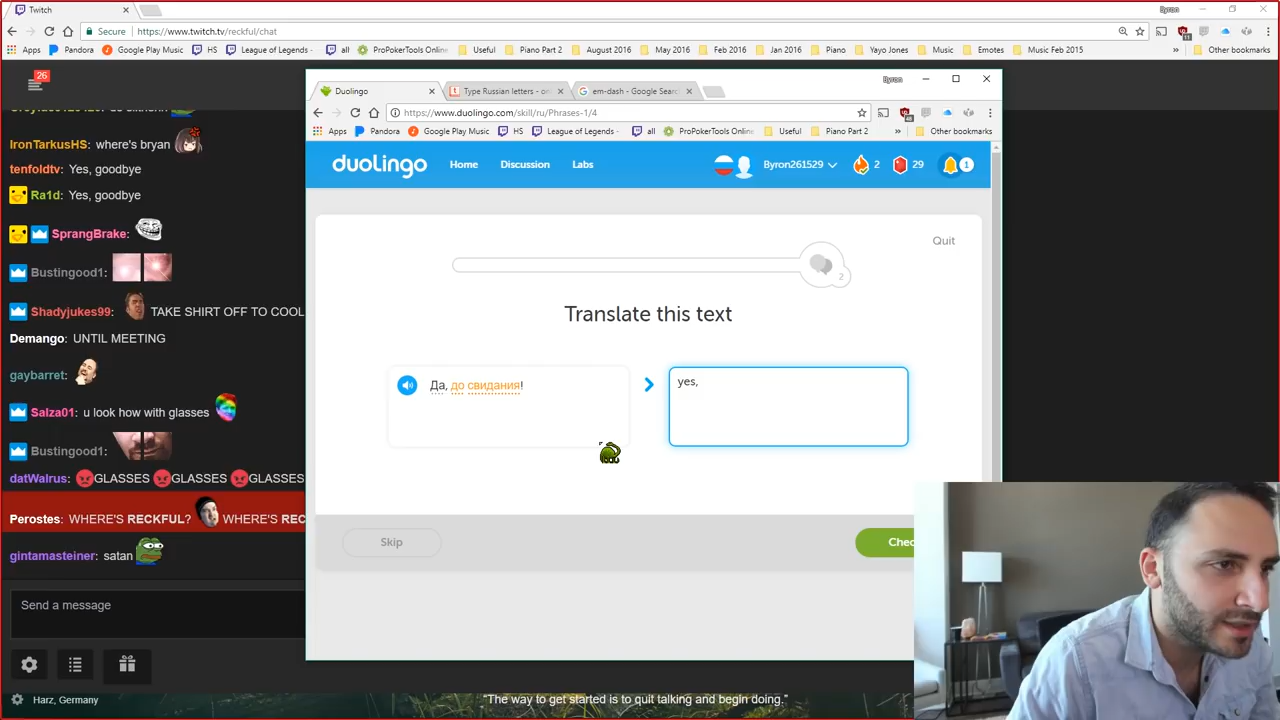 Twitch
Byron
Secure https://www.twitch.tv/reckful/chat
Apps Pandora Google Play Music HS League of Legends - all ProPokerTools Online Useful Byron Part 2 August 2016 May 2016 Feb 2016 Jan 2016 Piano Yayo Jones Music Emotes Music Feb 2015 » Other bookmarks
26
IronTarkusHS: where's bryan
tenfoldtv: Yes, goodbye
Ra1d: Yes, goodbye
SprangBrake:
Bustingood1:
Shadyjukes99: TAKE SHIRT OFF TO COOL
Demango: UNTIL MEETING
gaybarret:
Salza01: u look how with glasses
Bustingood1:
datWalrus: GLASSES GLASSES GLASSES
Perostes: WHERE'S RECKFUL? WHERE'S REC
gintamasteiner: satan
Send a message
Duolingo
Type Russian letters - on
em-dash - Google Sear
Byron
https://www.duolingo.com/skill/ru/Phrases-1/4
Apps Pandora Google Play Music HS League of Legends - all ProPokerTools Online Useful Piano Part 2 » Other bookmarks
duolingo Home Discussion Labs Byron261529 2 29 1
Quit
2
Translate this text
Да, до свидания!
yes,
Skip
Chec
Harz, Germany
"The way to get started is to quit talking and begin doing."